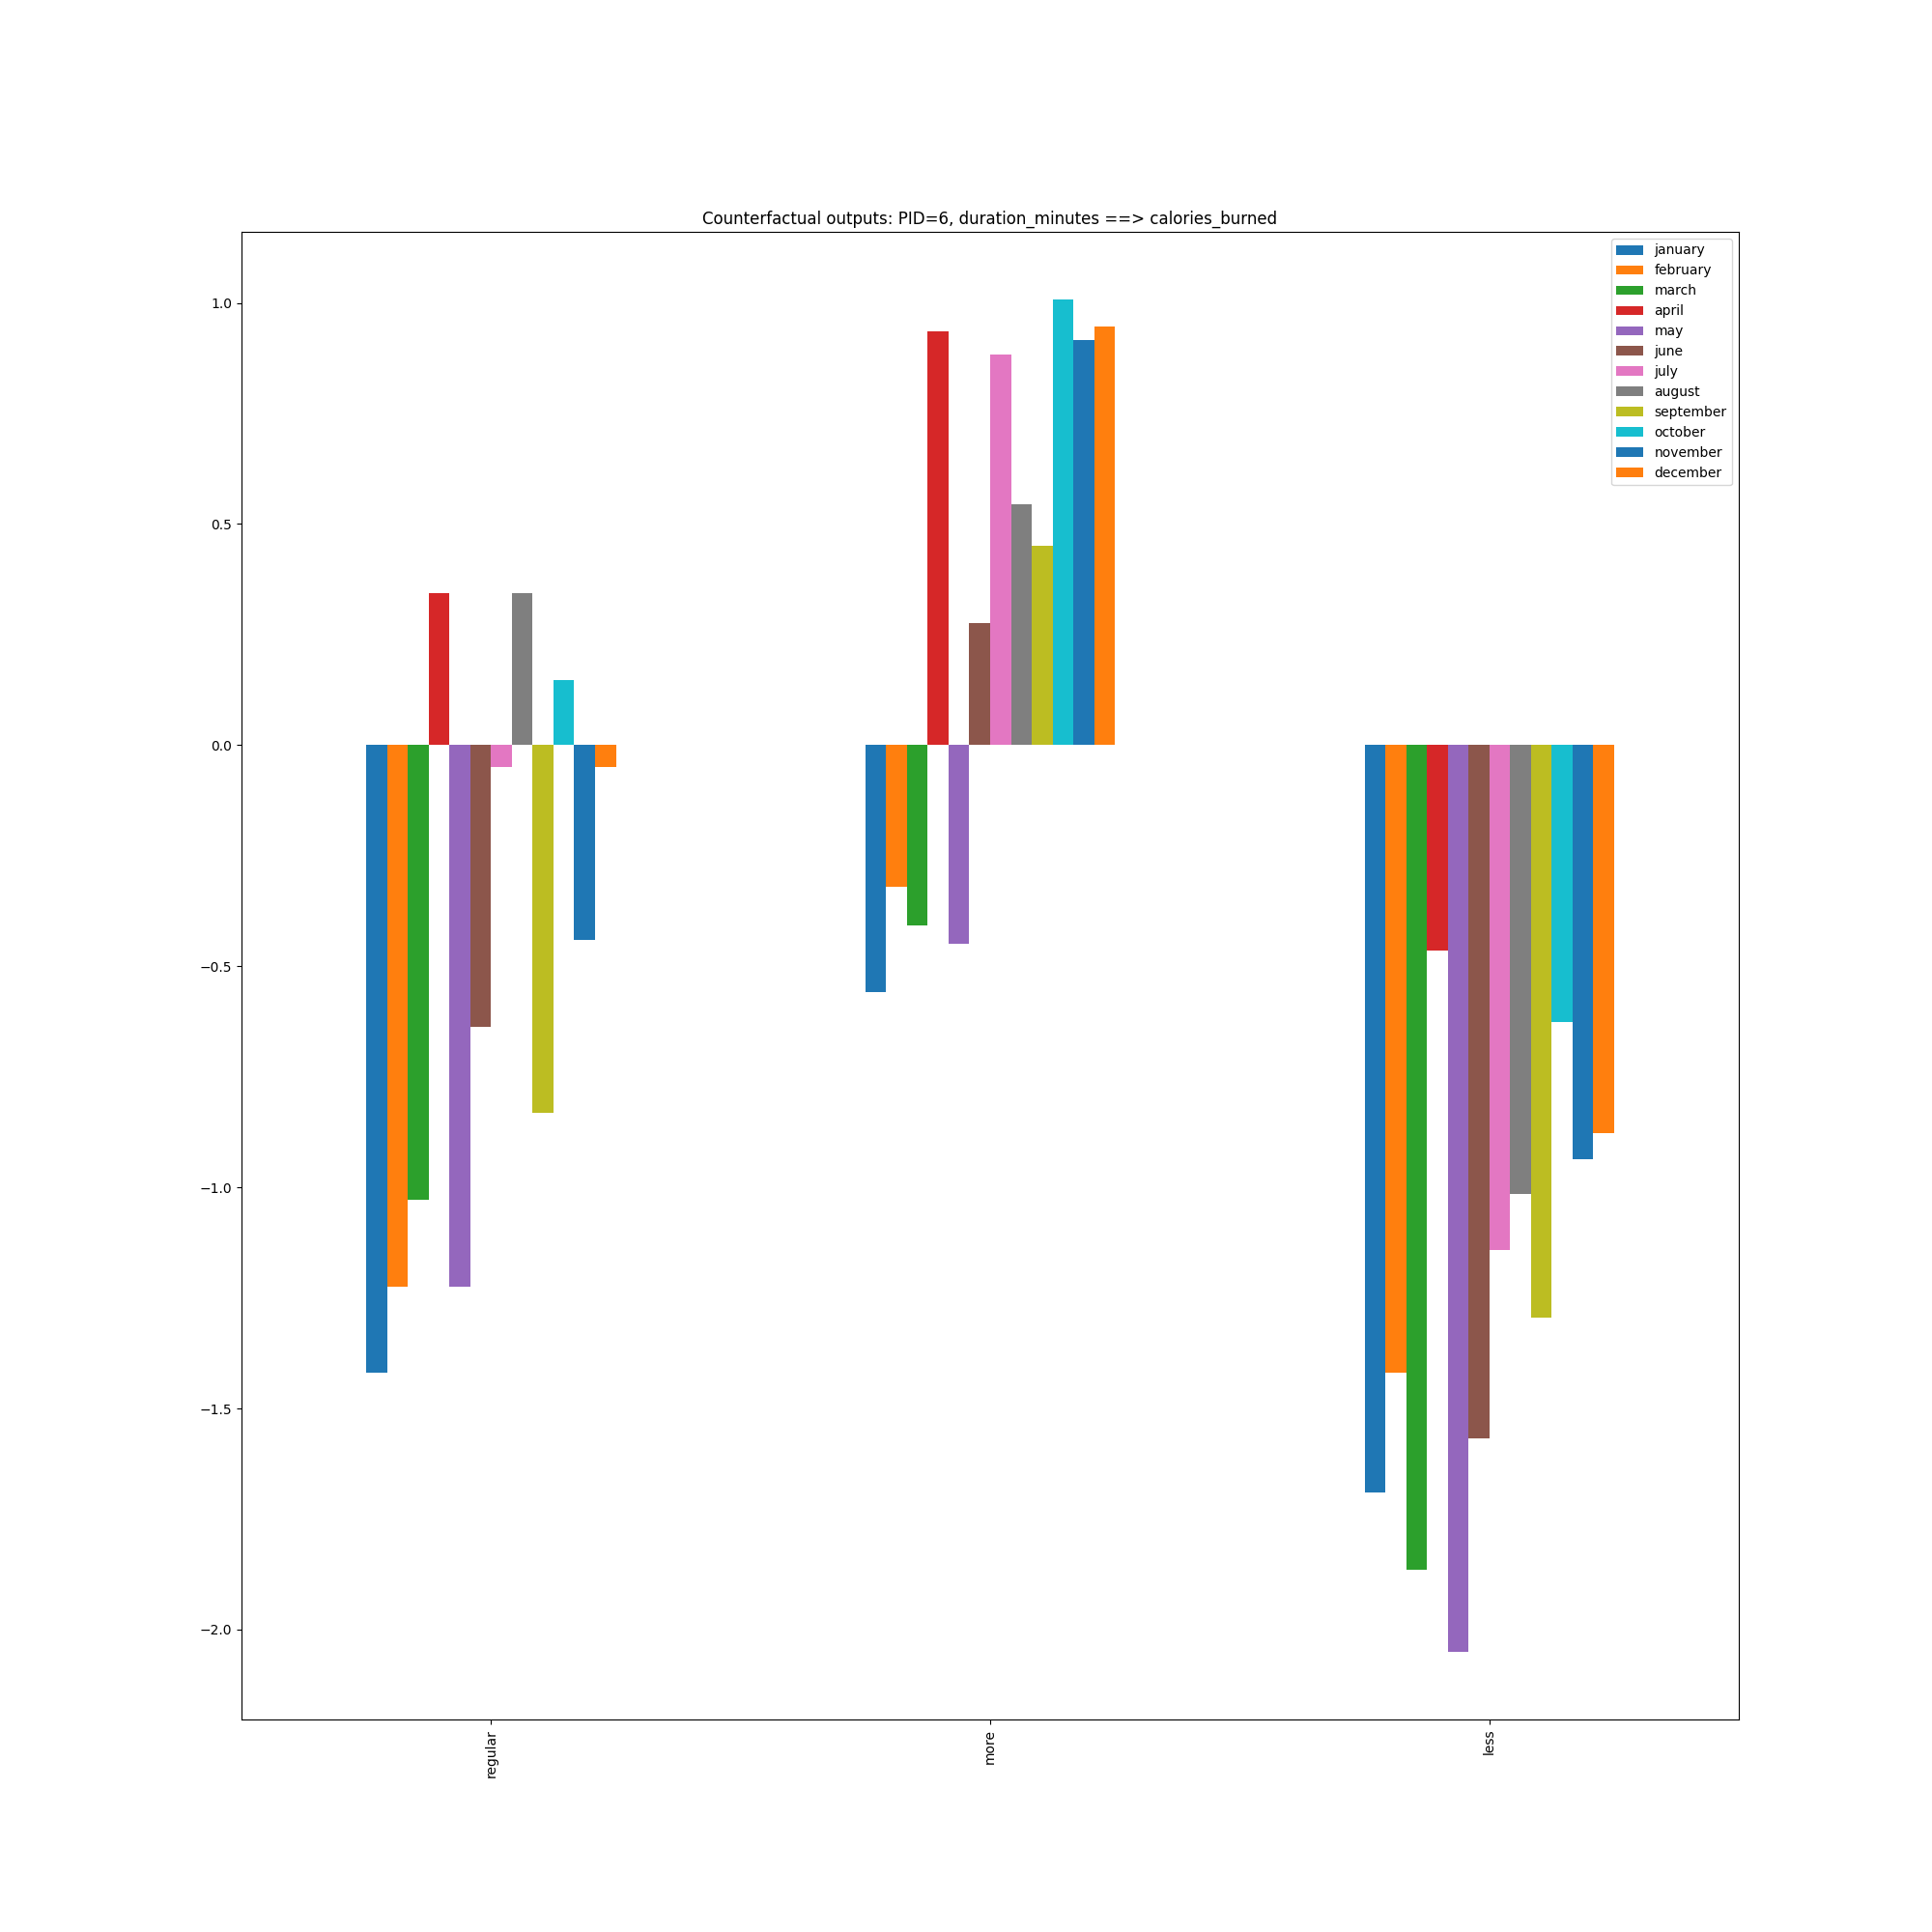 Counterfactual outputs: PID=6, duration_minutes ==> calories_burned
january
february
march
april
may
june
july
august
september
october
november
december
1.0
0.5
0.0
−0.5
−1.0
−1.5
−2.0
regular
more
less